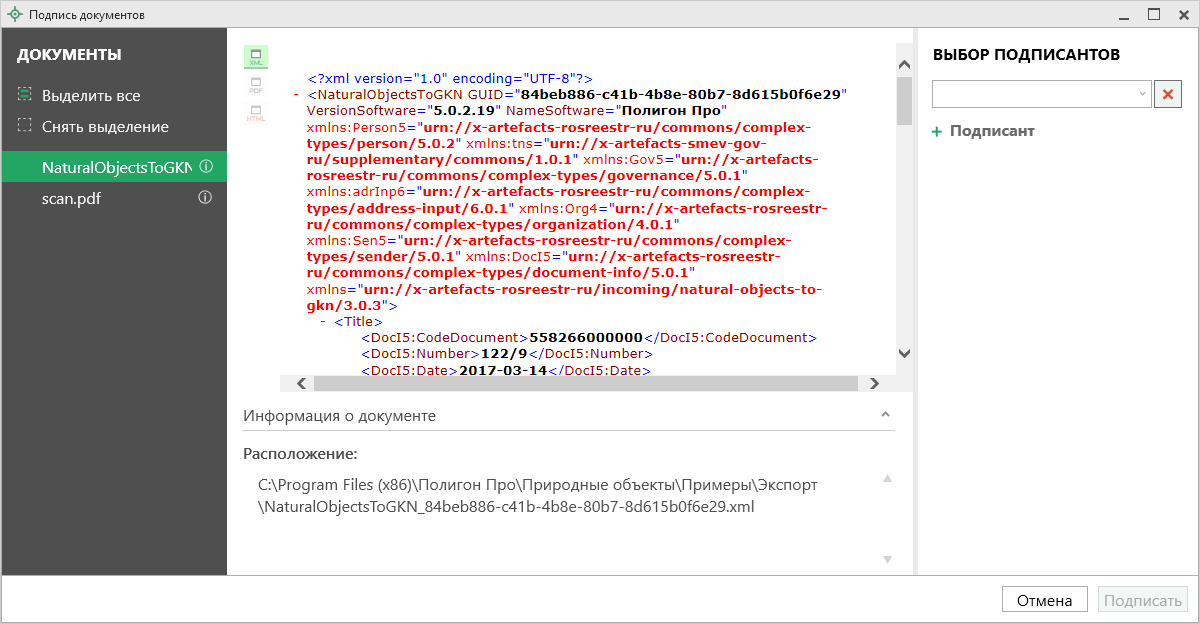 Подпись документов
ДОКУМЕНТЫ
Выделить все
Снять выделение
NaturalObjectsToGKN
scan.pdf
XML
PDF
HTML
<?xml version="1.0" encoding="UTF-8"?>
- <NaturalObjectsToGKN GUID="84beb886-c41b-4b8e-80b7-8d615b0f6e29"
VersionSoftware="5.0.2.19" NameSoftware="Полигон Про"
xmlns:Person5="urn://x-artefacts-rosreestr-ru/commons/complex-
types/person/5.0.2" xmlns:tns="urn://x-artefacts-smev-gov-
ru/supplementary/commons/1.0.1" xmlns:Gov5="urn://x-artefacts-
rosreestr-ru/commons/complex-types/governance/5.0.1"
xmlns:adrInp6="urn://x-artefacts-rosreestr-ru/commons/complex-
types/address-input/6.0.1" xmlns:Org4="urn://x-artefacts-rosreestr-
ru/commons/complex-types/organization/4.0.1"
xmlns:Sen5="urn://x-artefacts-rosreestr-ru/commons/complex-
types/sender/5.0.1" xmlns:DocI5="urn://x-artefacts-rosreestr-
ru/commons/complex-types/document-info/5.0.1"
xmlns="urn://x-artefacts-rosreestr-ru/incoming/natural-objects-to-
gkn/3.0.3">
- <Title>
<DocI5:CodeDocument>558266000000</DocI5:CodeDocument>
<DocI5:Number>122/9</DocI5:Number>
<DocI5:Date>2017-03-14</DocI5:Date>
Информация о документе
Расположение:
C:\Program Files (x86)\Полигон Про\Природные объекты\Примеры\Экспорт
\NaturalObjectsToGKN_84beb886-c41b-4b8e-80b7-8d615b0f6e29.xml
ВЫБОР ПОДПИСАНТОВ
+ Подписант
Отмена
Подписать